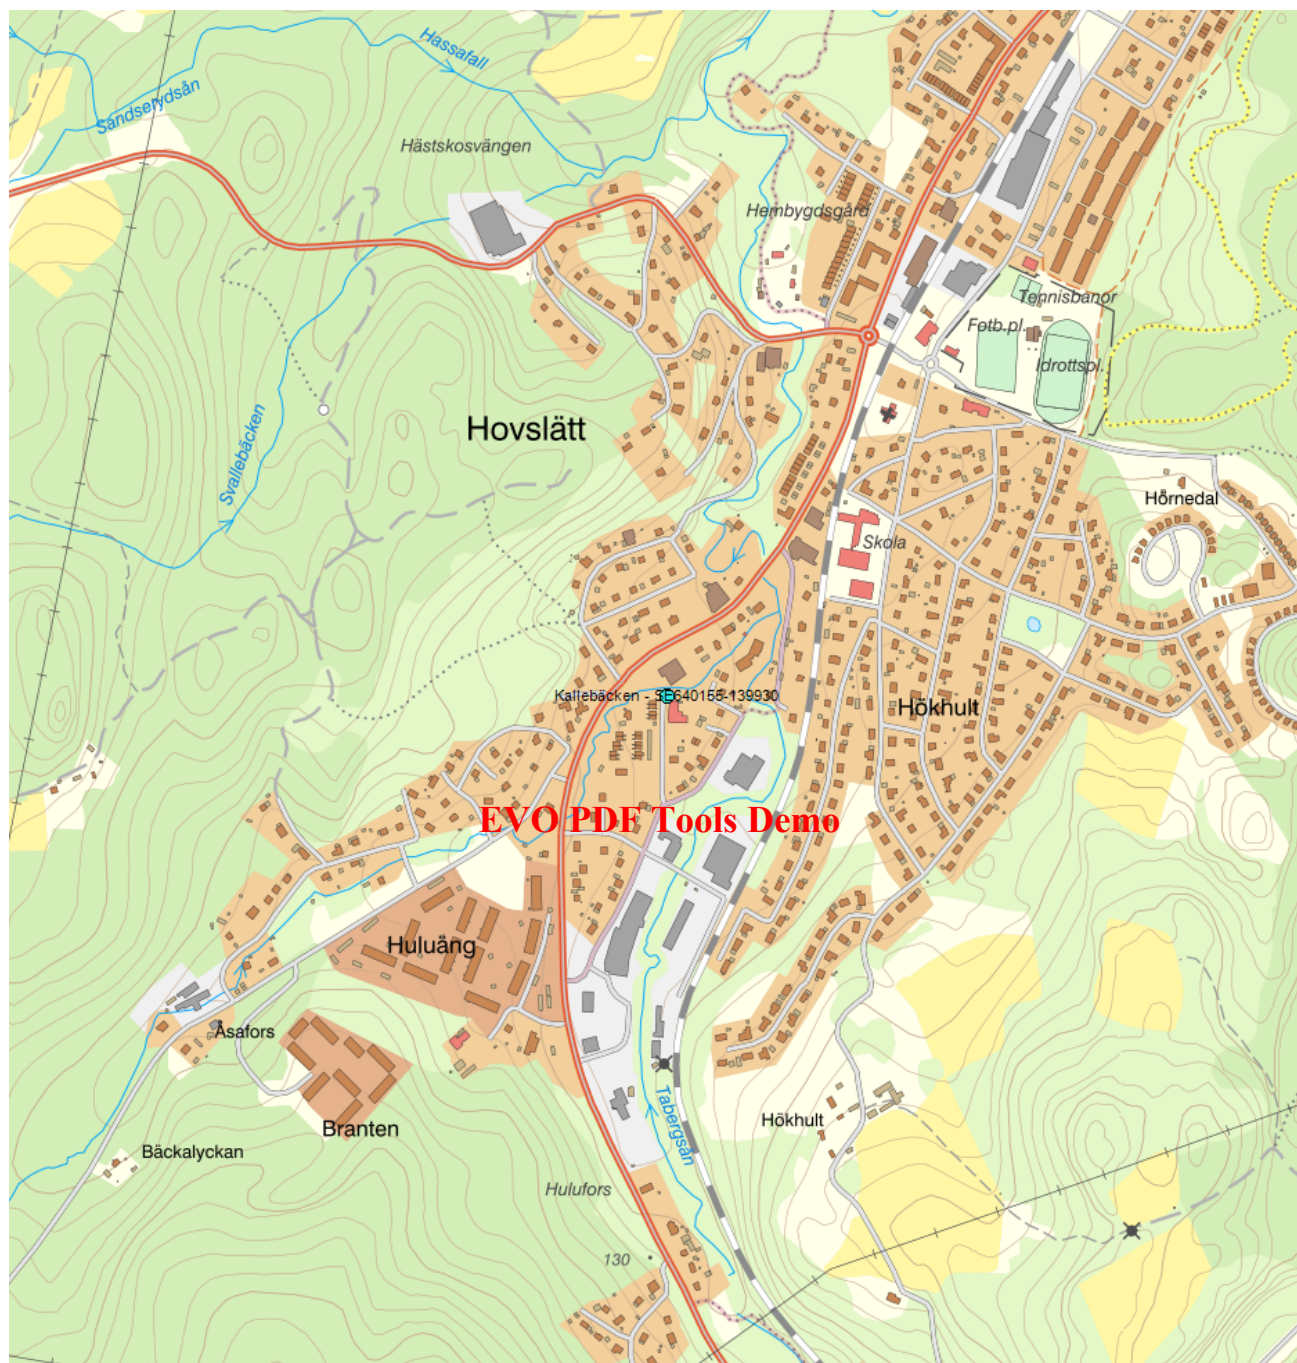 Hassafall
Sandserydsån
Hästskosvängen
Hembygdsgård
Tennisbanor
Fotb.pl.
Idrottspl.
Svallebäcken
Hovslätt
Hörnedal
Skola
Kallebäcken - SE640155-139930
Hökhult
EVO PDF Tools Demo
Huluäng
Åsafors
Tabergsån
Branten
Hökhult
Bäckalyckan
Hulufors
130